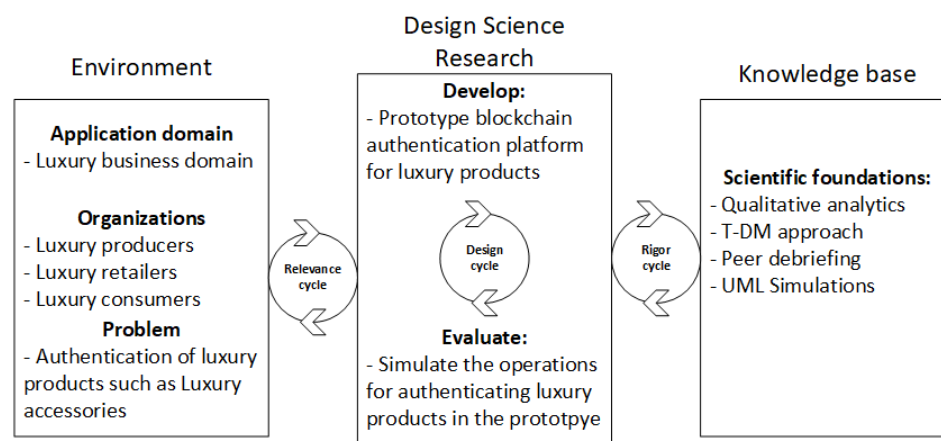 Environment
Application domain
- Luxury business domain
Organizations
- Luxury producers
- Luxury retailers
- Luxury consumers
Problem
- Authentication of luxury
products such as Luxury
accessories
Relevance
cycle
Design Science
Research
Develop:
- Prototype blockchain
authentication platform
for luxury products
Design
cycle
Evaluate:
- Simulate the operations
for authenticating luxury
products in the prototpye
Rigor
cycle
Knowledge base
Scientific foundations:
- Qualitative analytics
- T-DM approach
- Peer debriefing
- UML Simulations